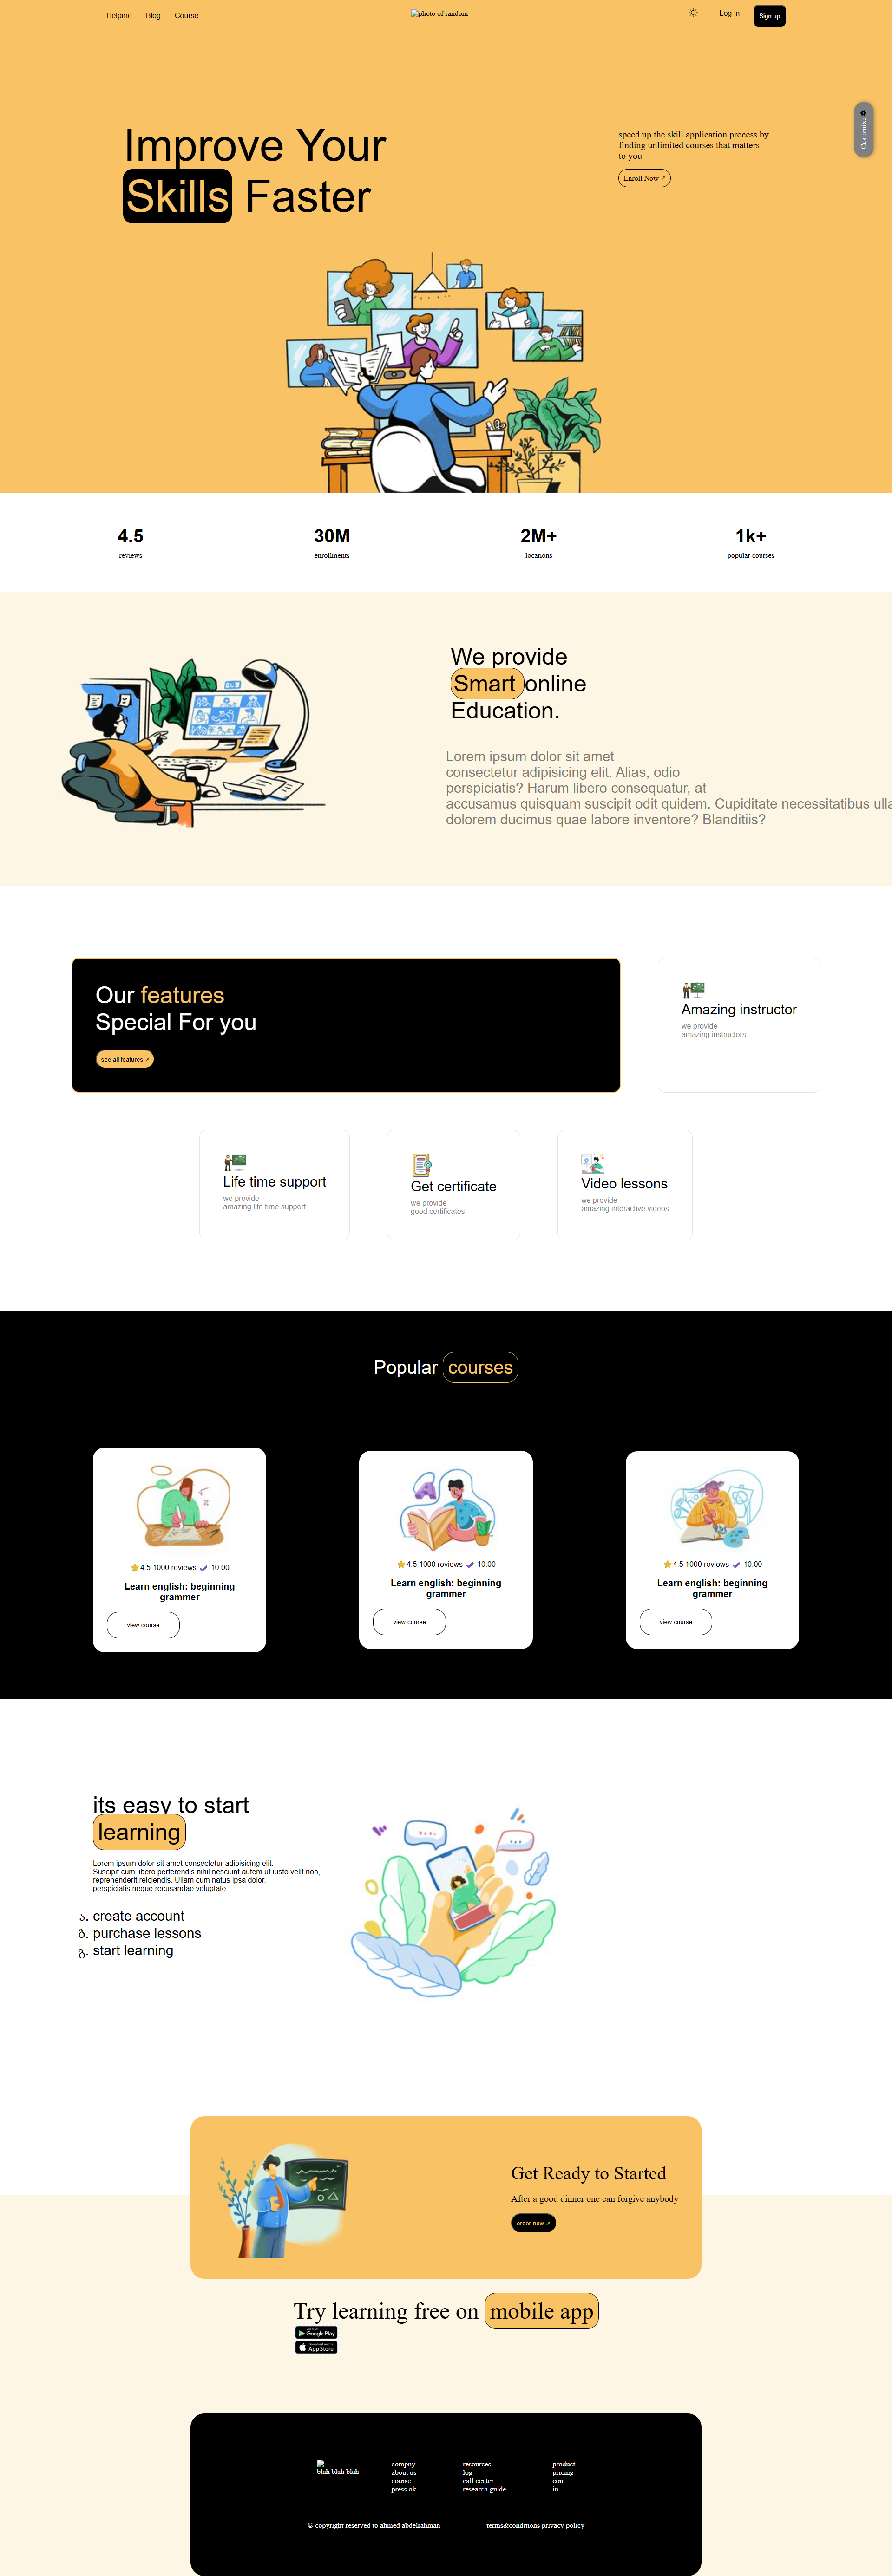 Helpme Blog Course
photo of random
Log in
Sign up
Customize
Improve Your
Skills Faster
speed up the skill application process by
finding unlimited courses that matters
to you
Enroll Now ↗
4.5
reviews
30M
enrollments
2M+
locations
1k+
popular courses
We provide
Smart online
Education.
Lorem ipsum dolor sit amet
consectetur adipisicing elit. Alias, odio
perspiciatis? Harum libero consequatur, at
accusamus quisquam suscipit odit quidem. Cupiditate necessitatibus ulla
dolorem ducimus quae labore inventore? Blanditiis?
Our features
Special For you
see all features ↗
Amazing instructor
we provide
amazing instructors
Life time support
we provide
amazing life time support
Get certificate
we provide
good certificates
Video lessons
we provide
amazing interactive videos
Popular courses
4.5 1000 reviews 10.00
Learn english: beginning
grammer
view course
4.5 1000 reviews 10.00
Learn english: beginning
grammer
view course
4.5 1000 reviews 10.00
Learn english: beginning
grammer
view course
its easy to start
learning
Lorem ipsum dolor sit amet consectetur adipisicing elit.
Suscipit cum libero perferendis nihil nesciunt autem ut iusto velit non,
reprehenderit reiciendis. Ullam cum natus ipsa dolor,
perspiciatis neque recusandae voluptate.
ა. create account
ბ. purchase lessons
გ. start learning
Get Ready to Started
After a good dinner one can forgive anybody
order now ↗
Try learning free on mobile app
Google Play
Download on the
App Store
blah blah blah
compny
about us
course
press ok
resources
log
call center
research guide
product
pricing
con
in
© copyright reserved to ahmed abdelrahman
terms&conditions privacy policy